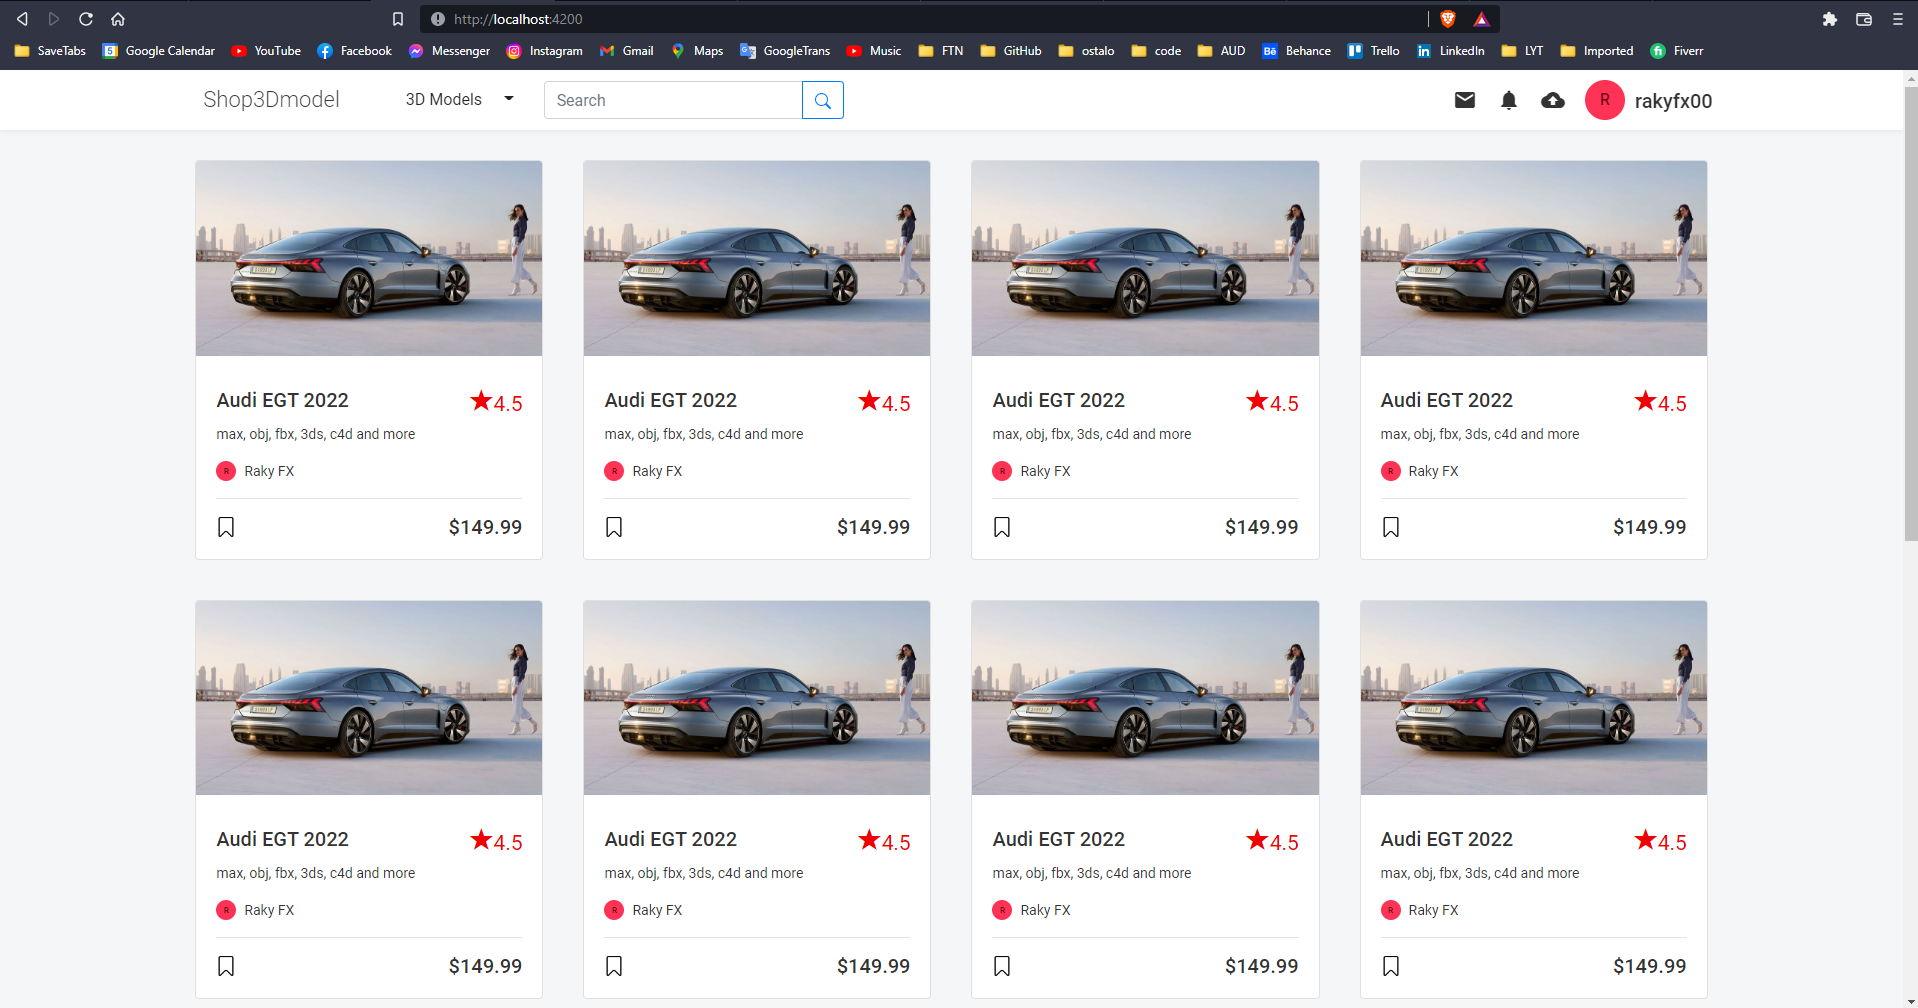 http://localhost:4200
SaveTabs Google Calendar YouTube Facebook Messenger Instagram Gmail Maps GoogleTrans Music FTN GitHub ostalo code AUD Behance Trello LinkedIn LYT Imported Fiverr
Shop3Dmodel 3D Models Search R rakyfx00
Audi EGT 2022 4.5 Audi EGT 2022 4.5 Audi EGT 2022 4.5 Audi EGT 2022 4.5
max, obj, fbx, 3ds, c4d and more max, obj, fbx, 3ds, c4d and more max, obj, fbx, 3ds, c4d and more max, obj, fbx, 3ds, c4d and more
R Raky FX R Raky FX R Raky FX R Raky FX
$149.99 $149.99 $149.99 $149.99
Audi EGT 2022 4.5 Audi EGT 2022 4.5 Audi EGT 2022 4.5 Audi EGT 2022 4.5
max, obj, fbx, 3ds, c4d and more max, obj, fbx, 3ds, c4d and more max, obj, fbx, 3ds, c4d and more max, obj, fbx, 3ds, c4d and more
R Raky FX R Raky FX R Raky FX R Raky FX
$149.99 $149.99 $149.99 $149.99